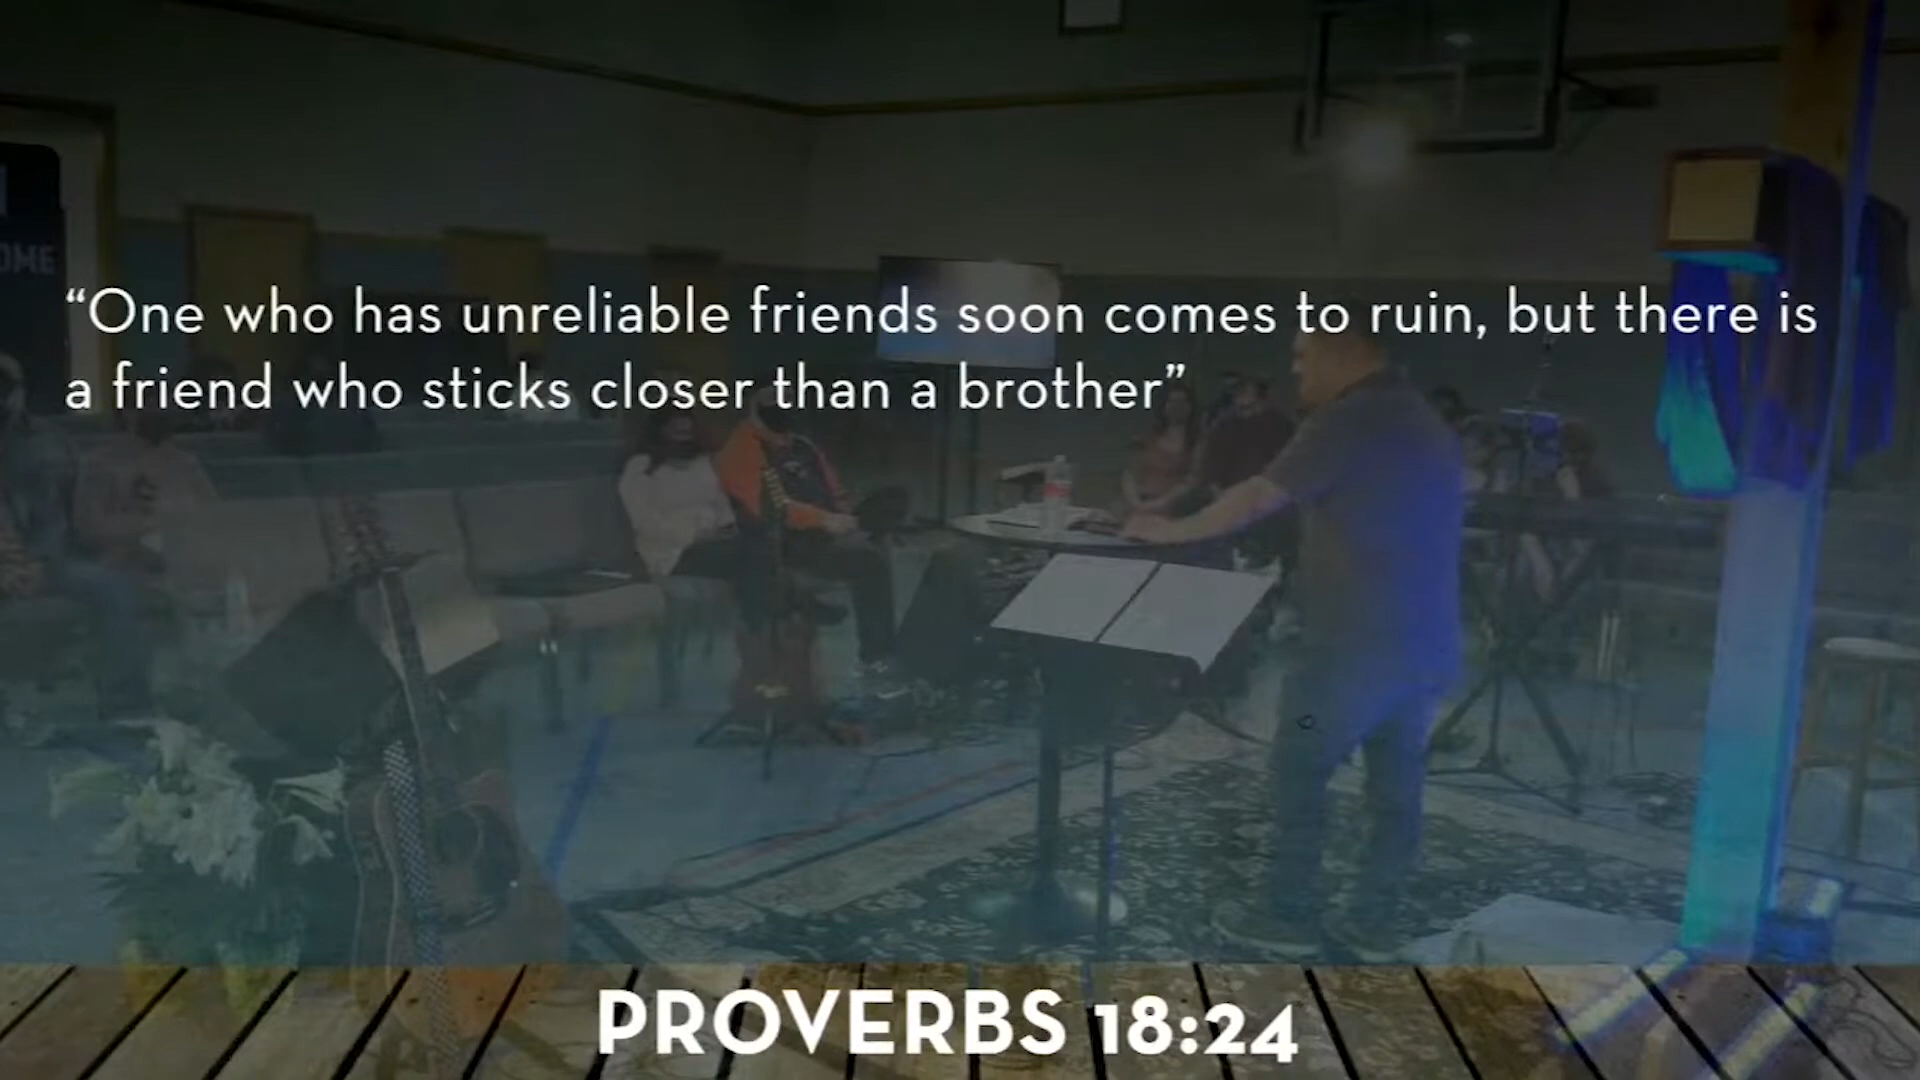 OME
“One who has unreliable friends soon comes to ruin, but there is
a friend who sticks closer than a brother”
PROVERBS 18:24